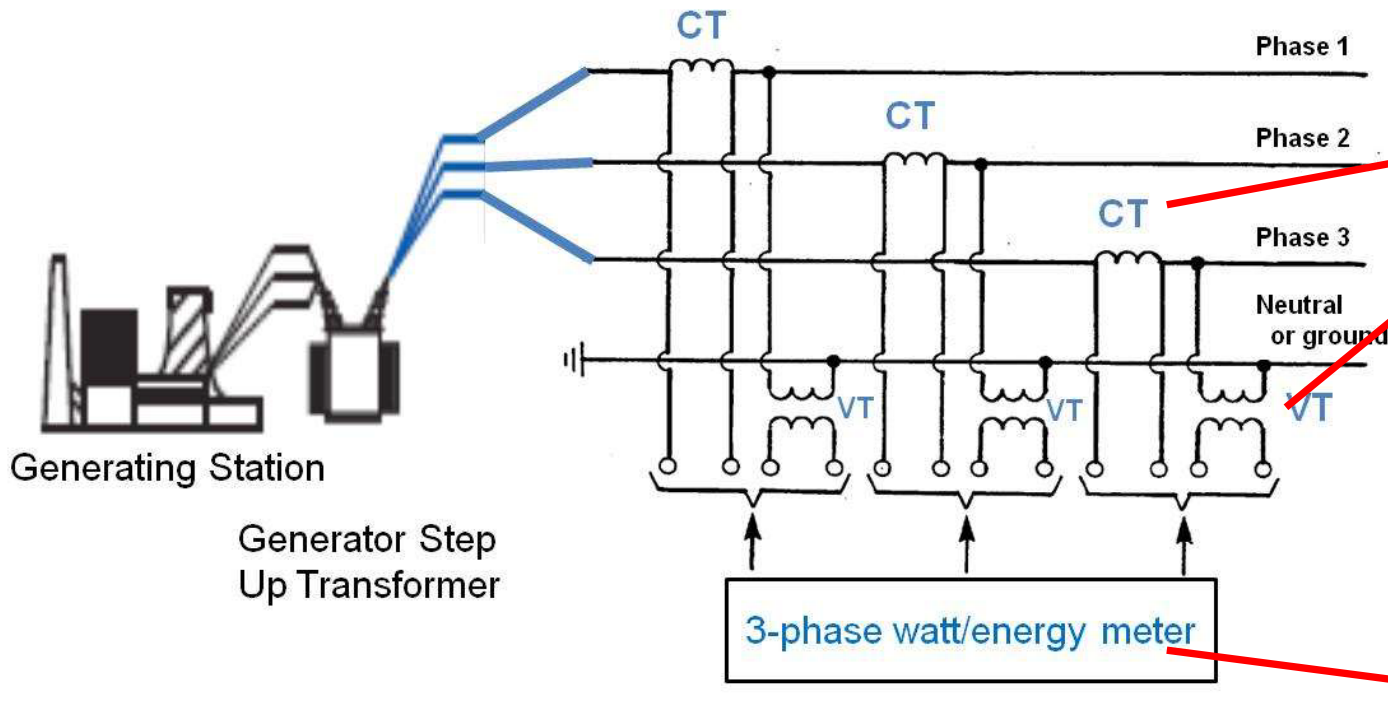 CT
Phase 1
CT
Phase 2
CT
Phase 3
Neutral
or ground
VT
VT
VT
Generating Station
Generator Step
Up Transformer
3-phase watt/energy meter